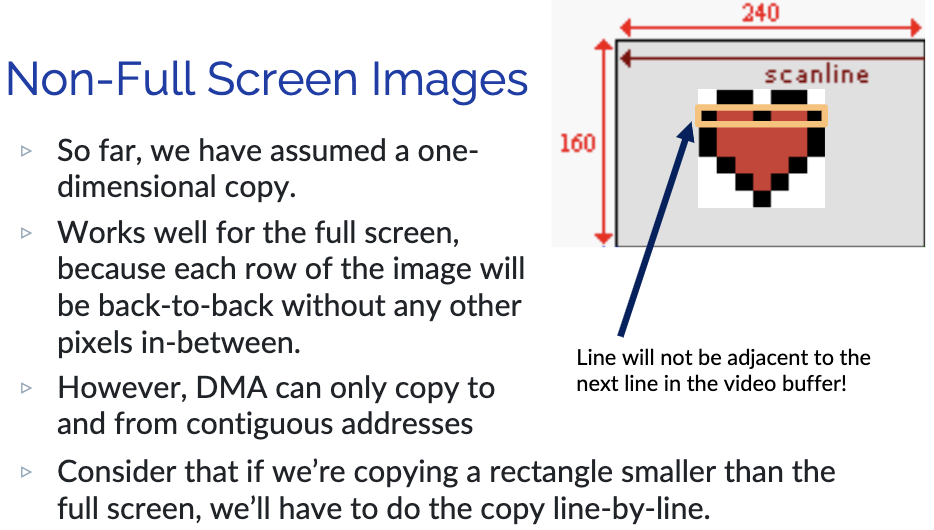 Non-Full Screen Images
▹ So far, we have assumed a one-
dimensional copy.
▹ Works well for the full screen,
because each row of the image will
be back-to-back without any other
pixels in-between.
▹ However, DMA can only copy to
and from contiguous addresses
▹ Consider that if we’re copying a rectangle smaller than the
full screen, we’ll have to do the copy line-by-line.
240
scanline
160
Line will not be adjacent to the
next line in the video buffer!